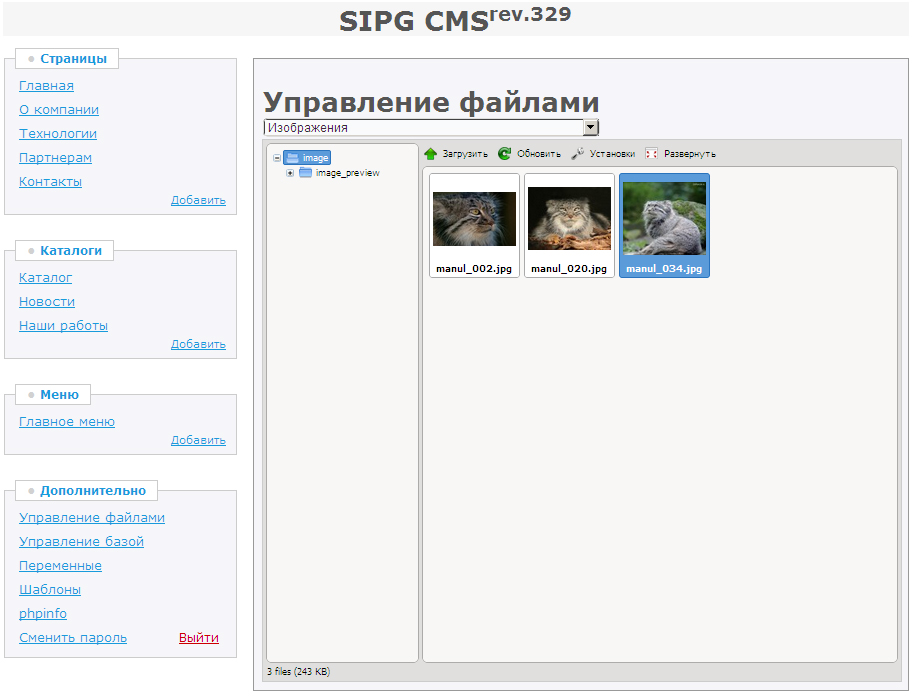 SIPG CMS rev.329
Страницы
Главная
О компании
Технологии
Партнерам
Контакты
Добавить
Каталоги
Каталог
Новости
Наши работы
Добавить
Меню
Главное меню
Добавить
Дополнительно
Управление файлами
Управление базой
Переменные
Шаблоны
phpinfo
Сменить пароль Выйти
Управление файлами
Изображения
image
image_preview
Загрузить Обновить Установки Развернуть
manul_002.jpg manul_020.jpg manul_034.jpg
3 files (243 KB)